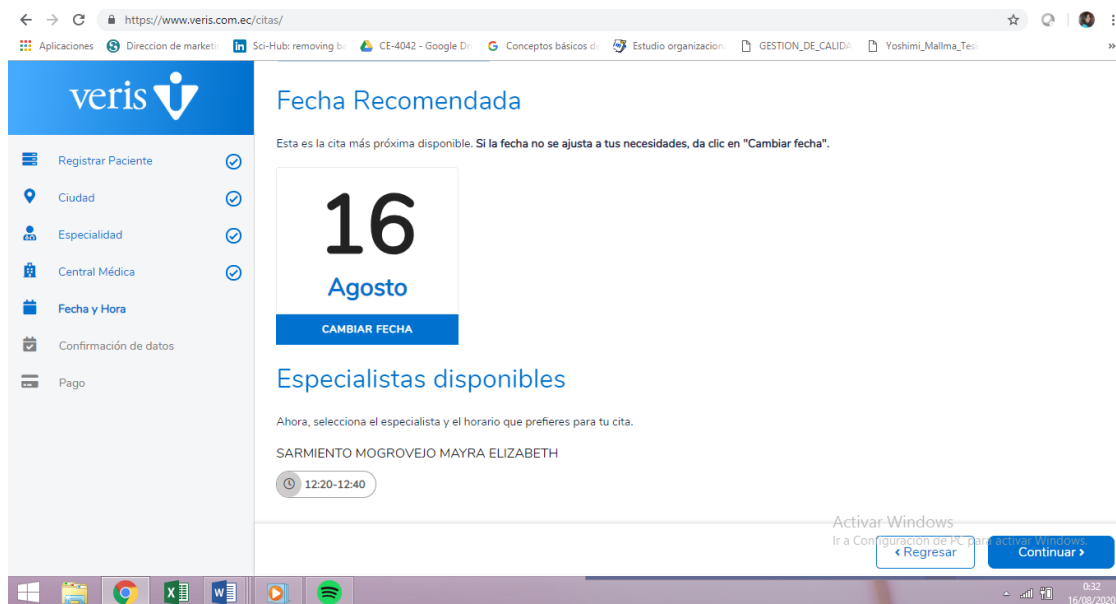 https://www.veris.com.ec/citas/
Aplicaciones Direccion de marketi Sci-Hub: removing ba CE-4042 - Google Dri Conceptos básicos de Estudio organizacion GESTION_DE_CALIDA Yoshimi_Mallma_Tesi »
veris
Registrar Paciente
Ciudad
Especialidad
Central Médica
Fecha y Hora
Confirmación de datos
Pago
Fecha Recomendada
Esta es la cita más próxima disponible. Si la fecha no se ajusta a tus necesidades, da clic en "Cambiar fecha".
16
Agosto
CAMBIAR FECHA
Especialistas disponibles
Ahora, selecciona el especialista y el horario que prefieres para tu cita.
SARMIENTO MOGROVEJO MAYRA ELIZABETH
12:20-12:40
Activar Windows
Ir a Configuración de PC para activar Windows.
‹ Regresar
Continuar ›
0:32
16/08/2020